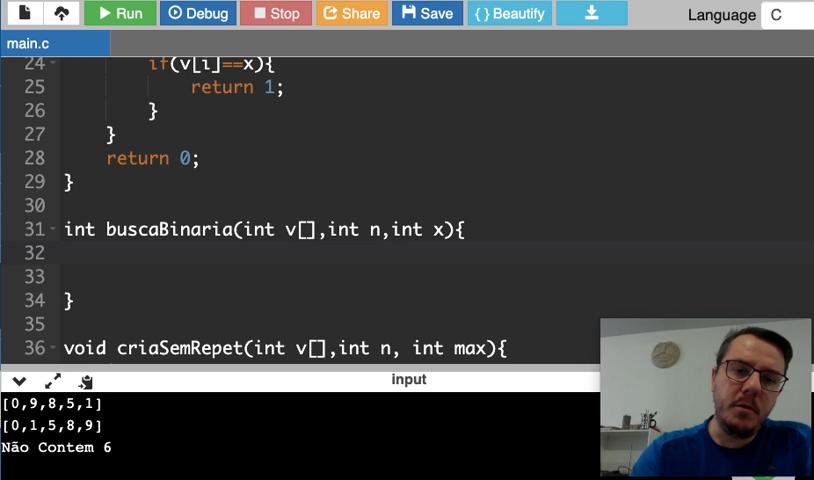 Run Debug Stop Share Save { } Beautify Language C
main.c
24 if(v[i]==x){
25 return 1;
26 }
27 }
28 return 0;
29 }
30
31 int buscaBinaria(int v[],int n,int x){
32
33
34 }
35
36 void criaSemRepet(int v[],int n, int max){
input
[0,9,8,5,1]
[0,1,5,8,9]
Não Contem 6